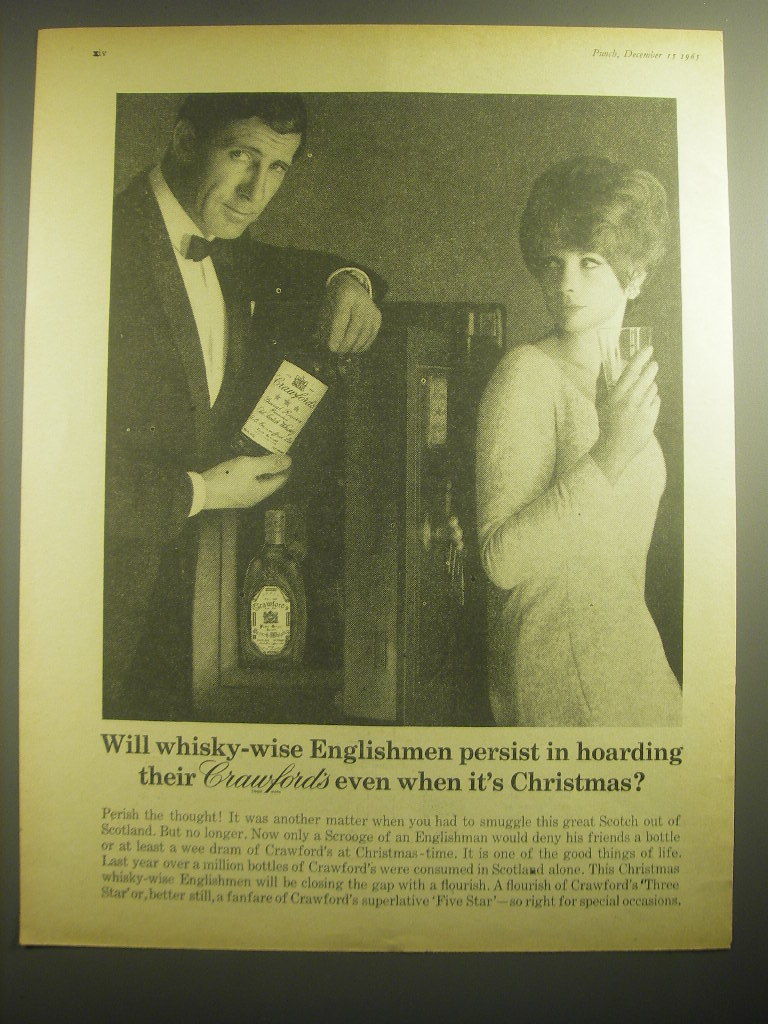 xiv
Punch, December 15 1965
Crawford's
★ ★ ★
Crawford's
Will whisky-wise Englishmen persist in hoarding
their Crawford's even when it's Christmas?
Perish the thought! It was another matter when you had to smuggle this great Scotch out of
Scotland. But no longer. Now only a Scrooge of an Englishman would deny his friends a bottle
or at least a wee dram of Crawford's at Christmas-time. It is one of the good things of life.
Last year over a million bottles of Crawford's were consumed in Scotland alone. This Christmas
whisky-wise Englishmen will be closing the gap with a flourish. A flourish of Crawford's 'Three
Star' or, better still, a fanfare of Crawford's superlative 'Five Star'—so right for special occasions.